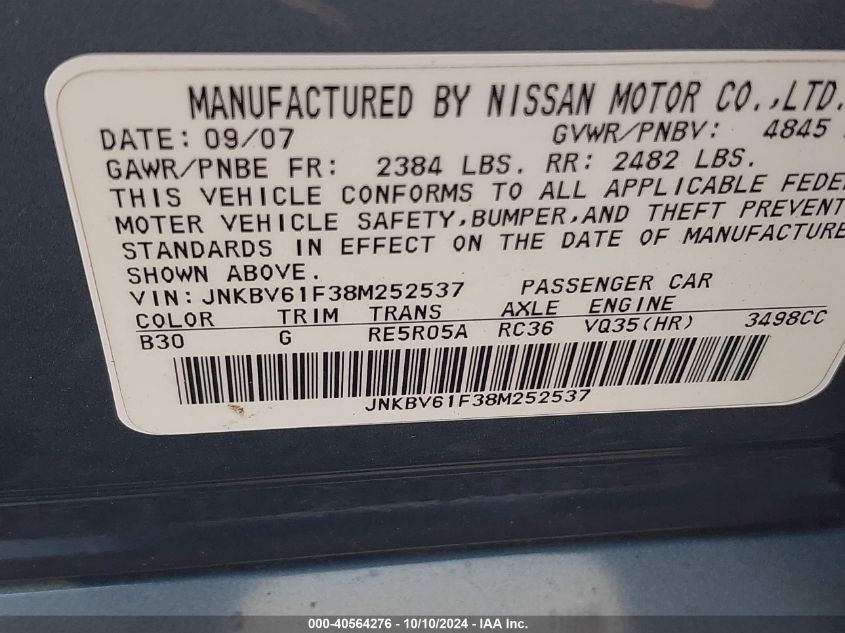 MANUFACTURED BY NISSAN MOTOR CO.,LTD.
DATE: 09/07 GVWR/PNBV: 4845
GAWR/PNBE FR: 2384 LBS. RR: 2482 LBS.
THIS VEHICLE CONFORMS TO ALL APPLICABLE FEDE
MOTER VEHICLE SAFETY,BUMPER,AND THEFT PREVENT
STANDARDS IN EFFECT ON THE DATE OF MANUFACTURE
SHOWN ABOVE.
VIN: JNKBV61F38M252537 PASSENGER CAR
COLOR TRIM TRANS AXLE ENGINE
B30 G RE5R05A RC36 VQ35(HR) 3498CC
JNKBV61F38M252537
000-40564276 - 10/10/2024 - IAA Inc.